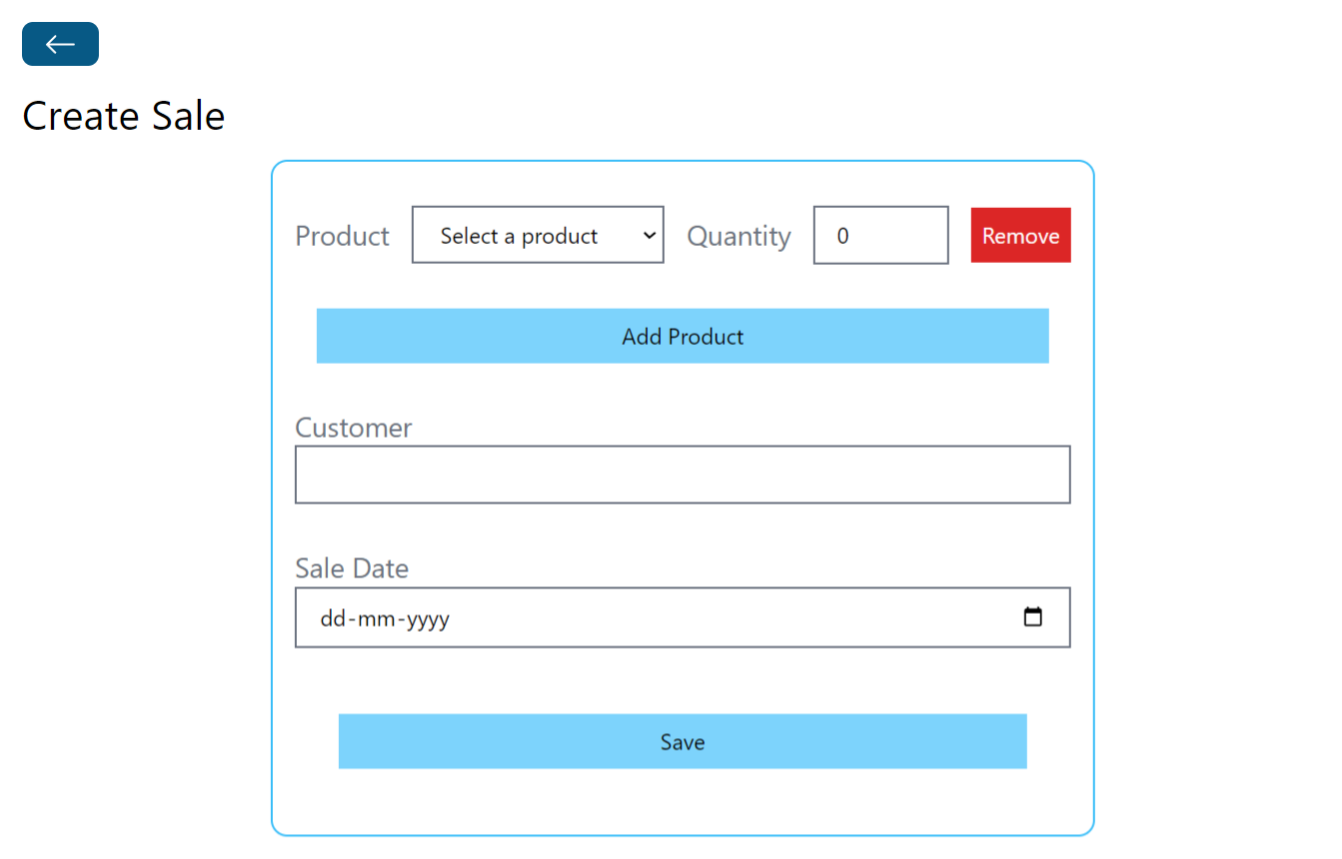 Create Sale
Product Select a product Quantity 0 Remove
Add Product
Customer
Sale Date
dd-mm-yyyy
Save